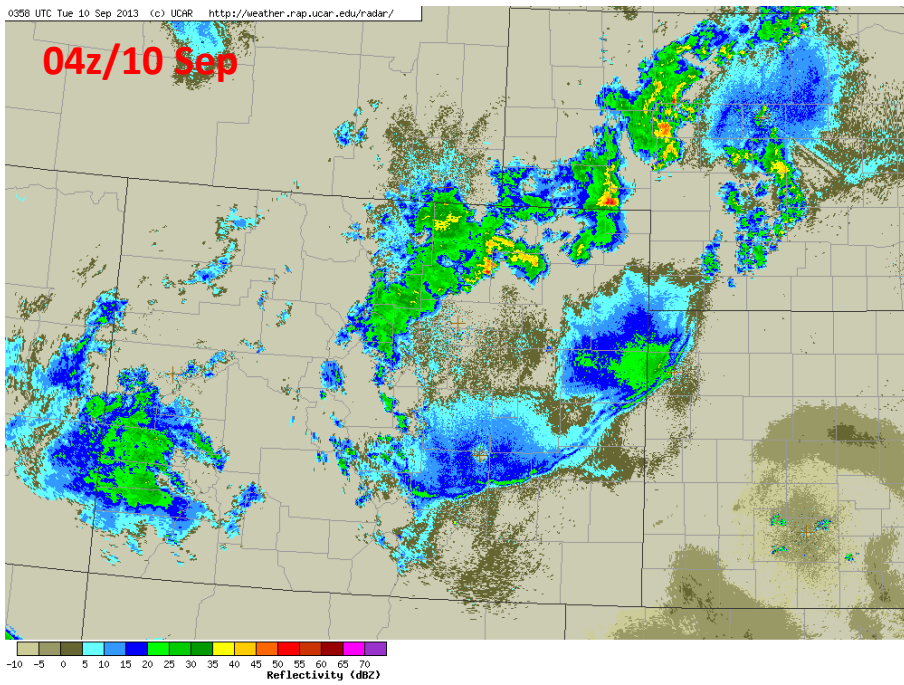 0358 UTC Tue 10 Sep 2013 (c) UCAR http://weather.rap.ucar.edu/radar/
04z/10 Sep
-10 -5 0 5 10 15 20 25 30 35 40 45 50 55 60 65 70
Reflectivity (dBZ)